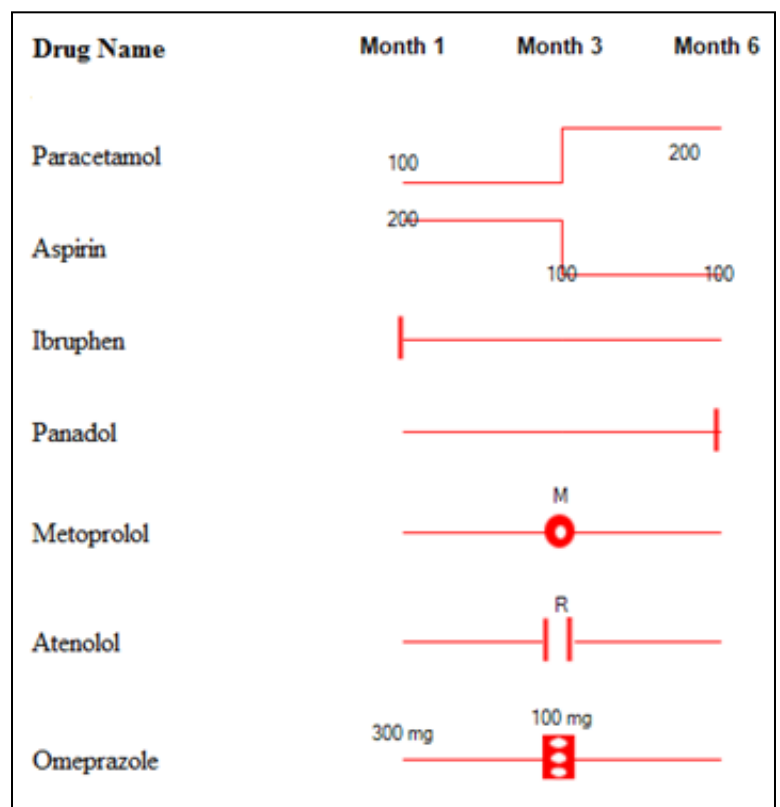 Drug Name Month 1 Month 3 Month 6
Paracetamol 100 200
Aspirin 200 100 100
Ibruphen
Panadol
Metoprolol M
Atenolol R
Omeprazole 300 mg 100 mg